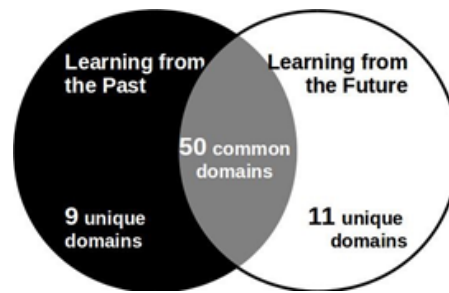 Learning from
the Past
Learning from
the Future
50 common
domains
9 unique
domains
11 unique
domains